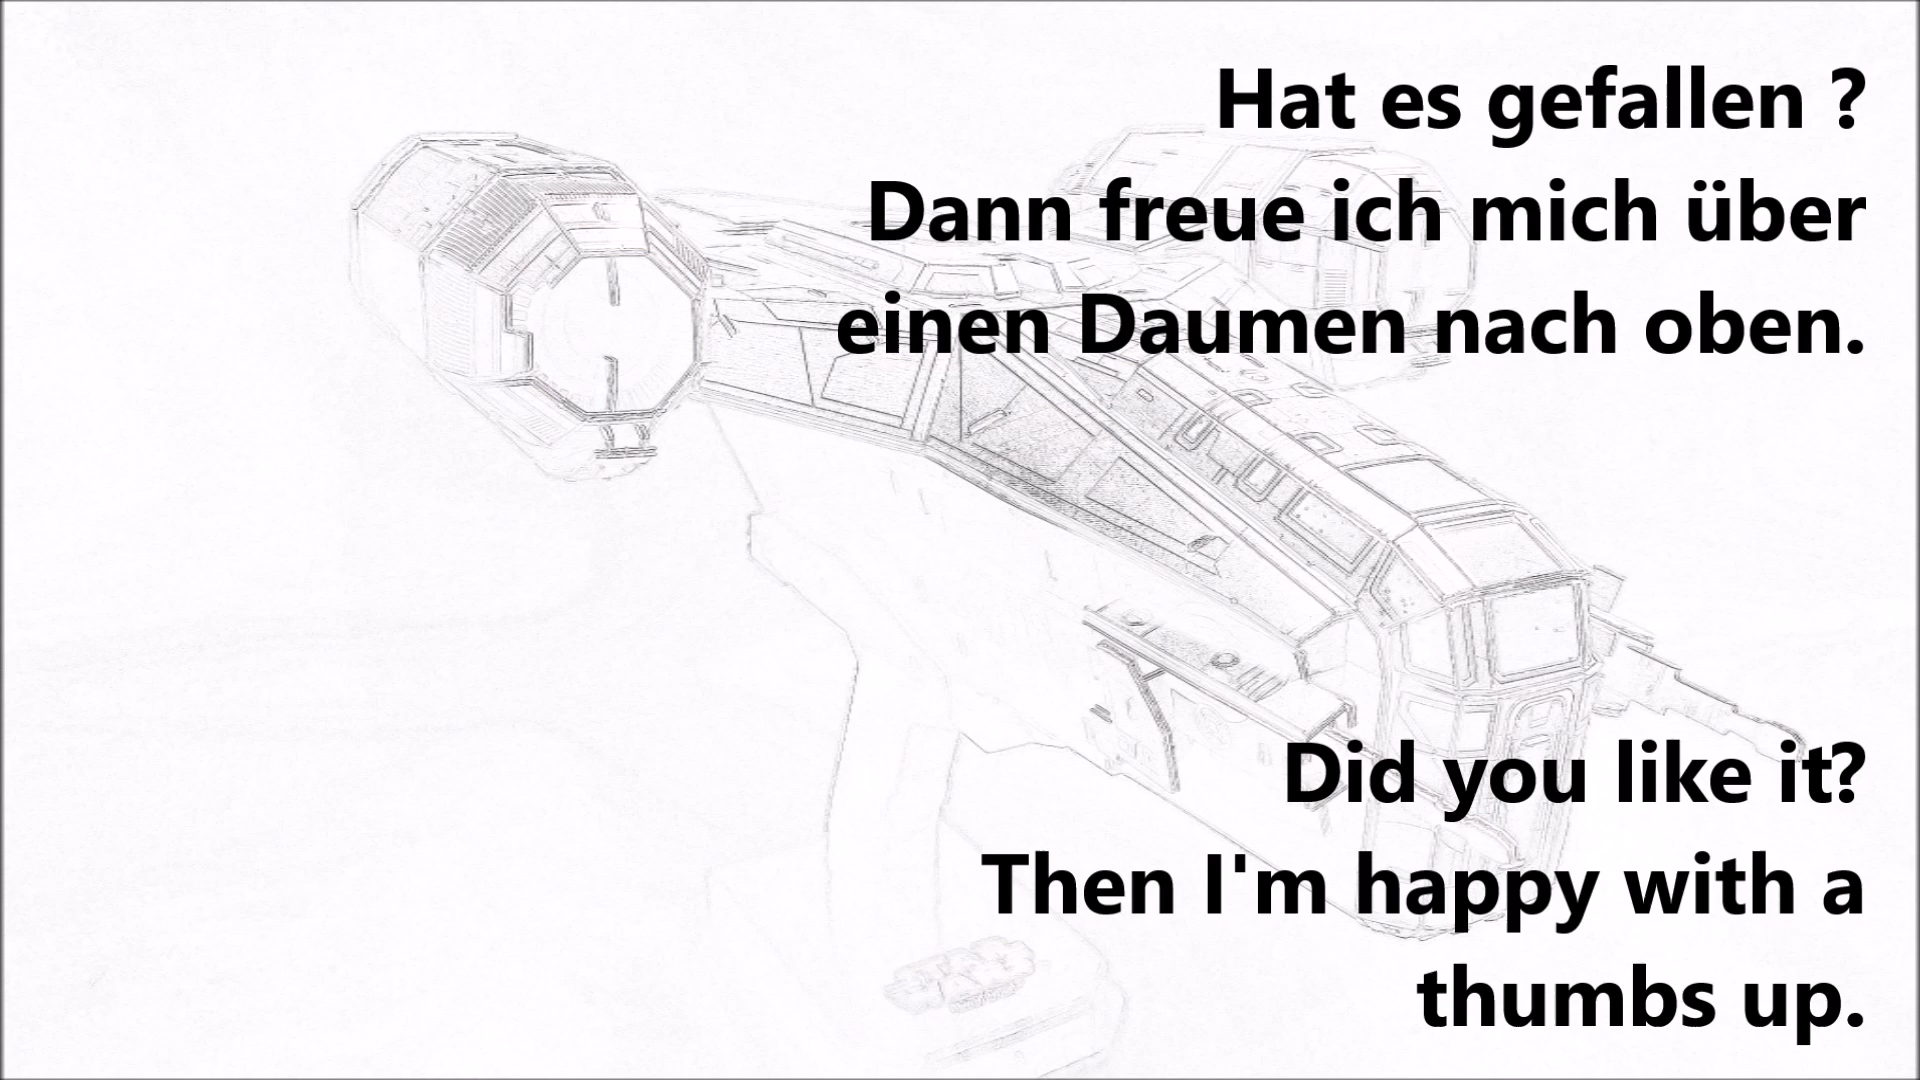 Hat es gefallen ?
Dann freue ich mich über
einen Daumen nach oben.
Did you like it?
Then I'm happy with a
thumbs up.